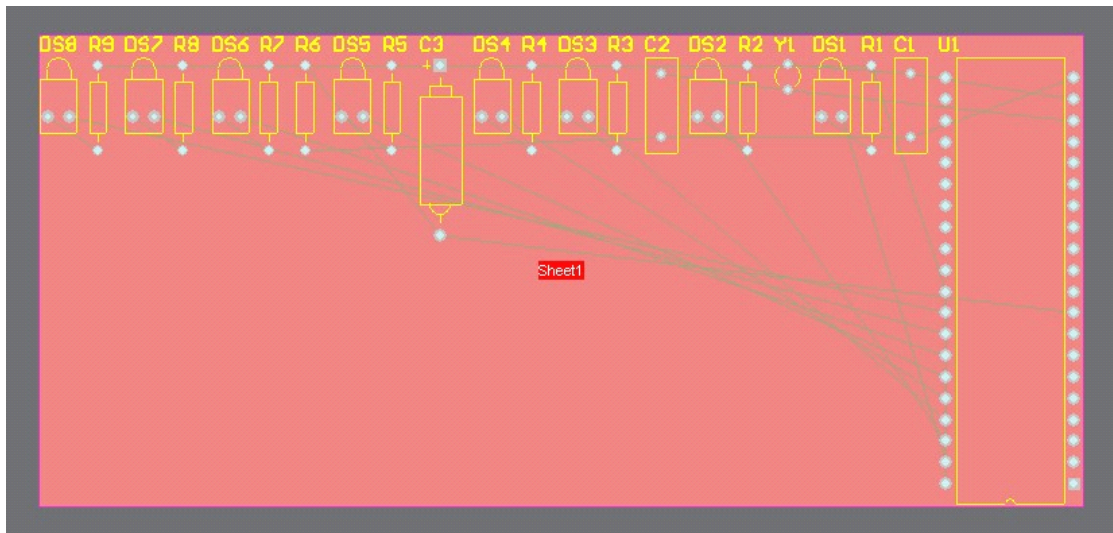 DS8 R9 DS7 R8 DS6 R7 R6 DS5 R5 C3 DS4 R4 DS3 R3 C2 DS2 R2 Y1 DS1 R1 C1 U1
+
Sheet1